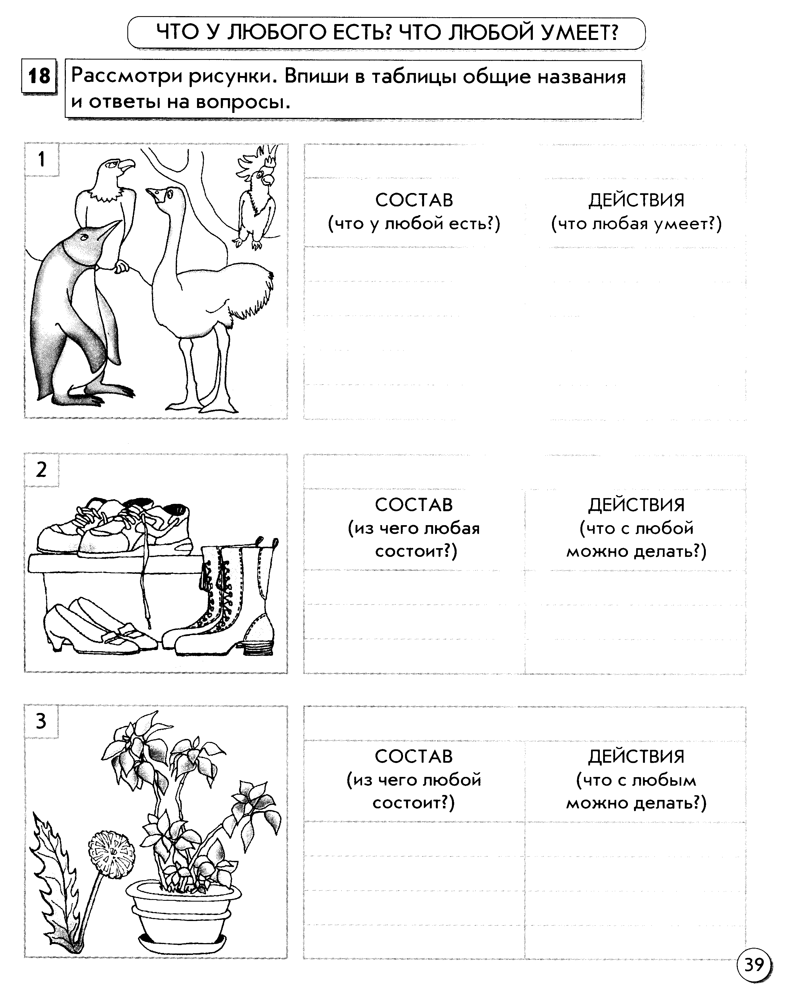 ЧТО У ЛЮБОГО ЕСТЬ? ЧТО ЛЮБОЙ УМЕЕТ?
18
Рассмотри рисунки. Впиши в таблицы общие названия
и ответы на вопросы.
1
СОСТАВ
(что у любой есть?)
ДЕЙСТВИЯ
(что любая умеет?)
2
СОСТАВ
(из чего любая
состоит?)
ДЕЙСТВИЯ
(что с любой
можно делать?)
3
СОСТАВ
(из чего любой
состоит?)
ДЕЙСТВИЯ
(что с любым
можно делать?)
39